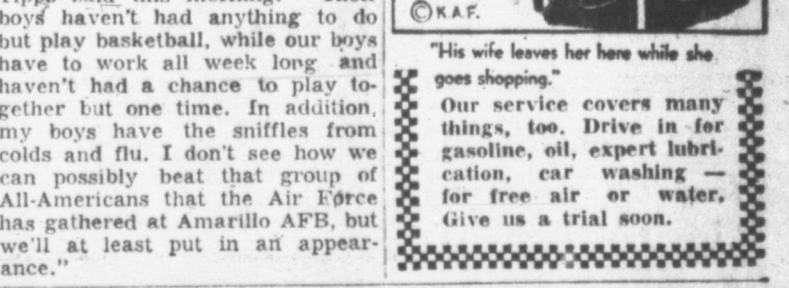 boys haven't had anything to do
but play basketball, while our boys
have to work all week long and
haven't had a chance to play to-
gether but one time. In addition,
my boys have the sniffles from
colds and flu. I don't see how we
can possibly beat that group of
All-Americans that the Air Force
has gathered at Amarillo AFB, but
we'll at least put in an appear-
ance."
© K.A.F.
"His wife leaves her here while she
goes shopping."
Our service covers many
things, too. Drive in for
gasoline, oil, expert lubri-
cation, car washing —
for free air or water.
Give us a trial soon.